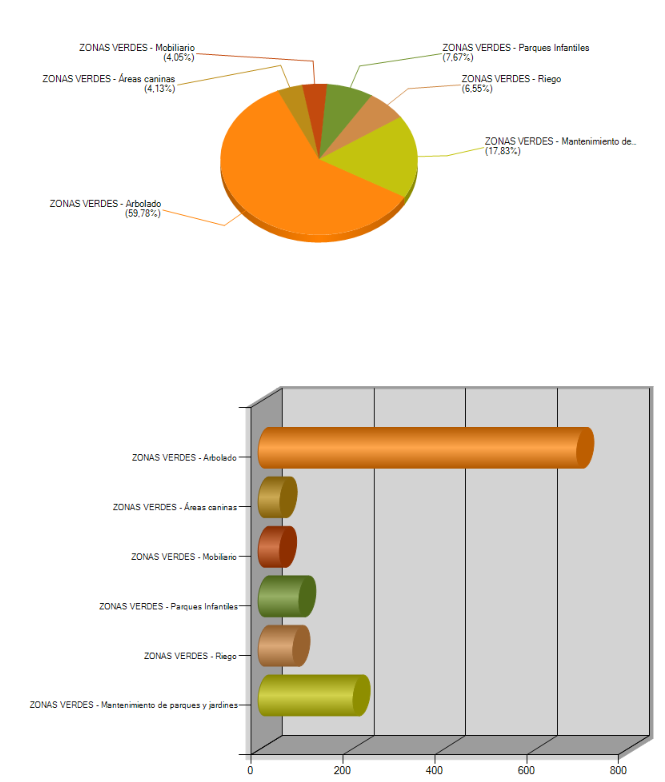 ZONAS VERDES - Mobiliario
(4,05%)
ZONAS VERDES - Parques Infantiles
(7,67%)
ZONAS VERDES - Áreas caninas
(4,13%)
ZONAS VERDES - Riego
(6,55%)
ZONAS VERDES - Mantenimiento de...
(17,83%)
ZONAS VERDES - Arbolado
(59,78%)
ZONAS VERDES - Arbolado
ZONAS VERDES - Áreas caninas
ZONAS VERDES - Mobiliario
ZONAS VERDES - Parques Infantiles
ZONAS VERDES - Riego
ZONAS VERDES - Mantenimiento de parques y jardines
0 200 400 600 800